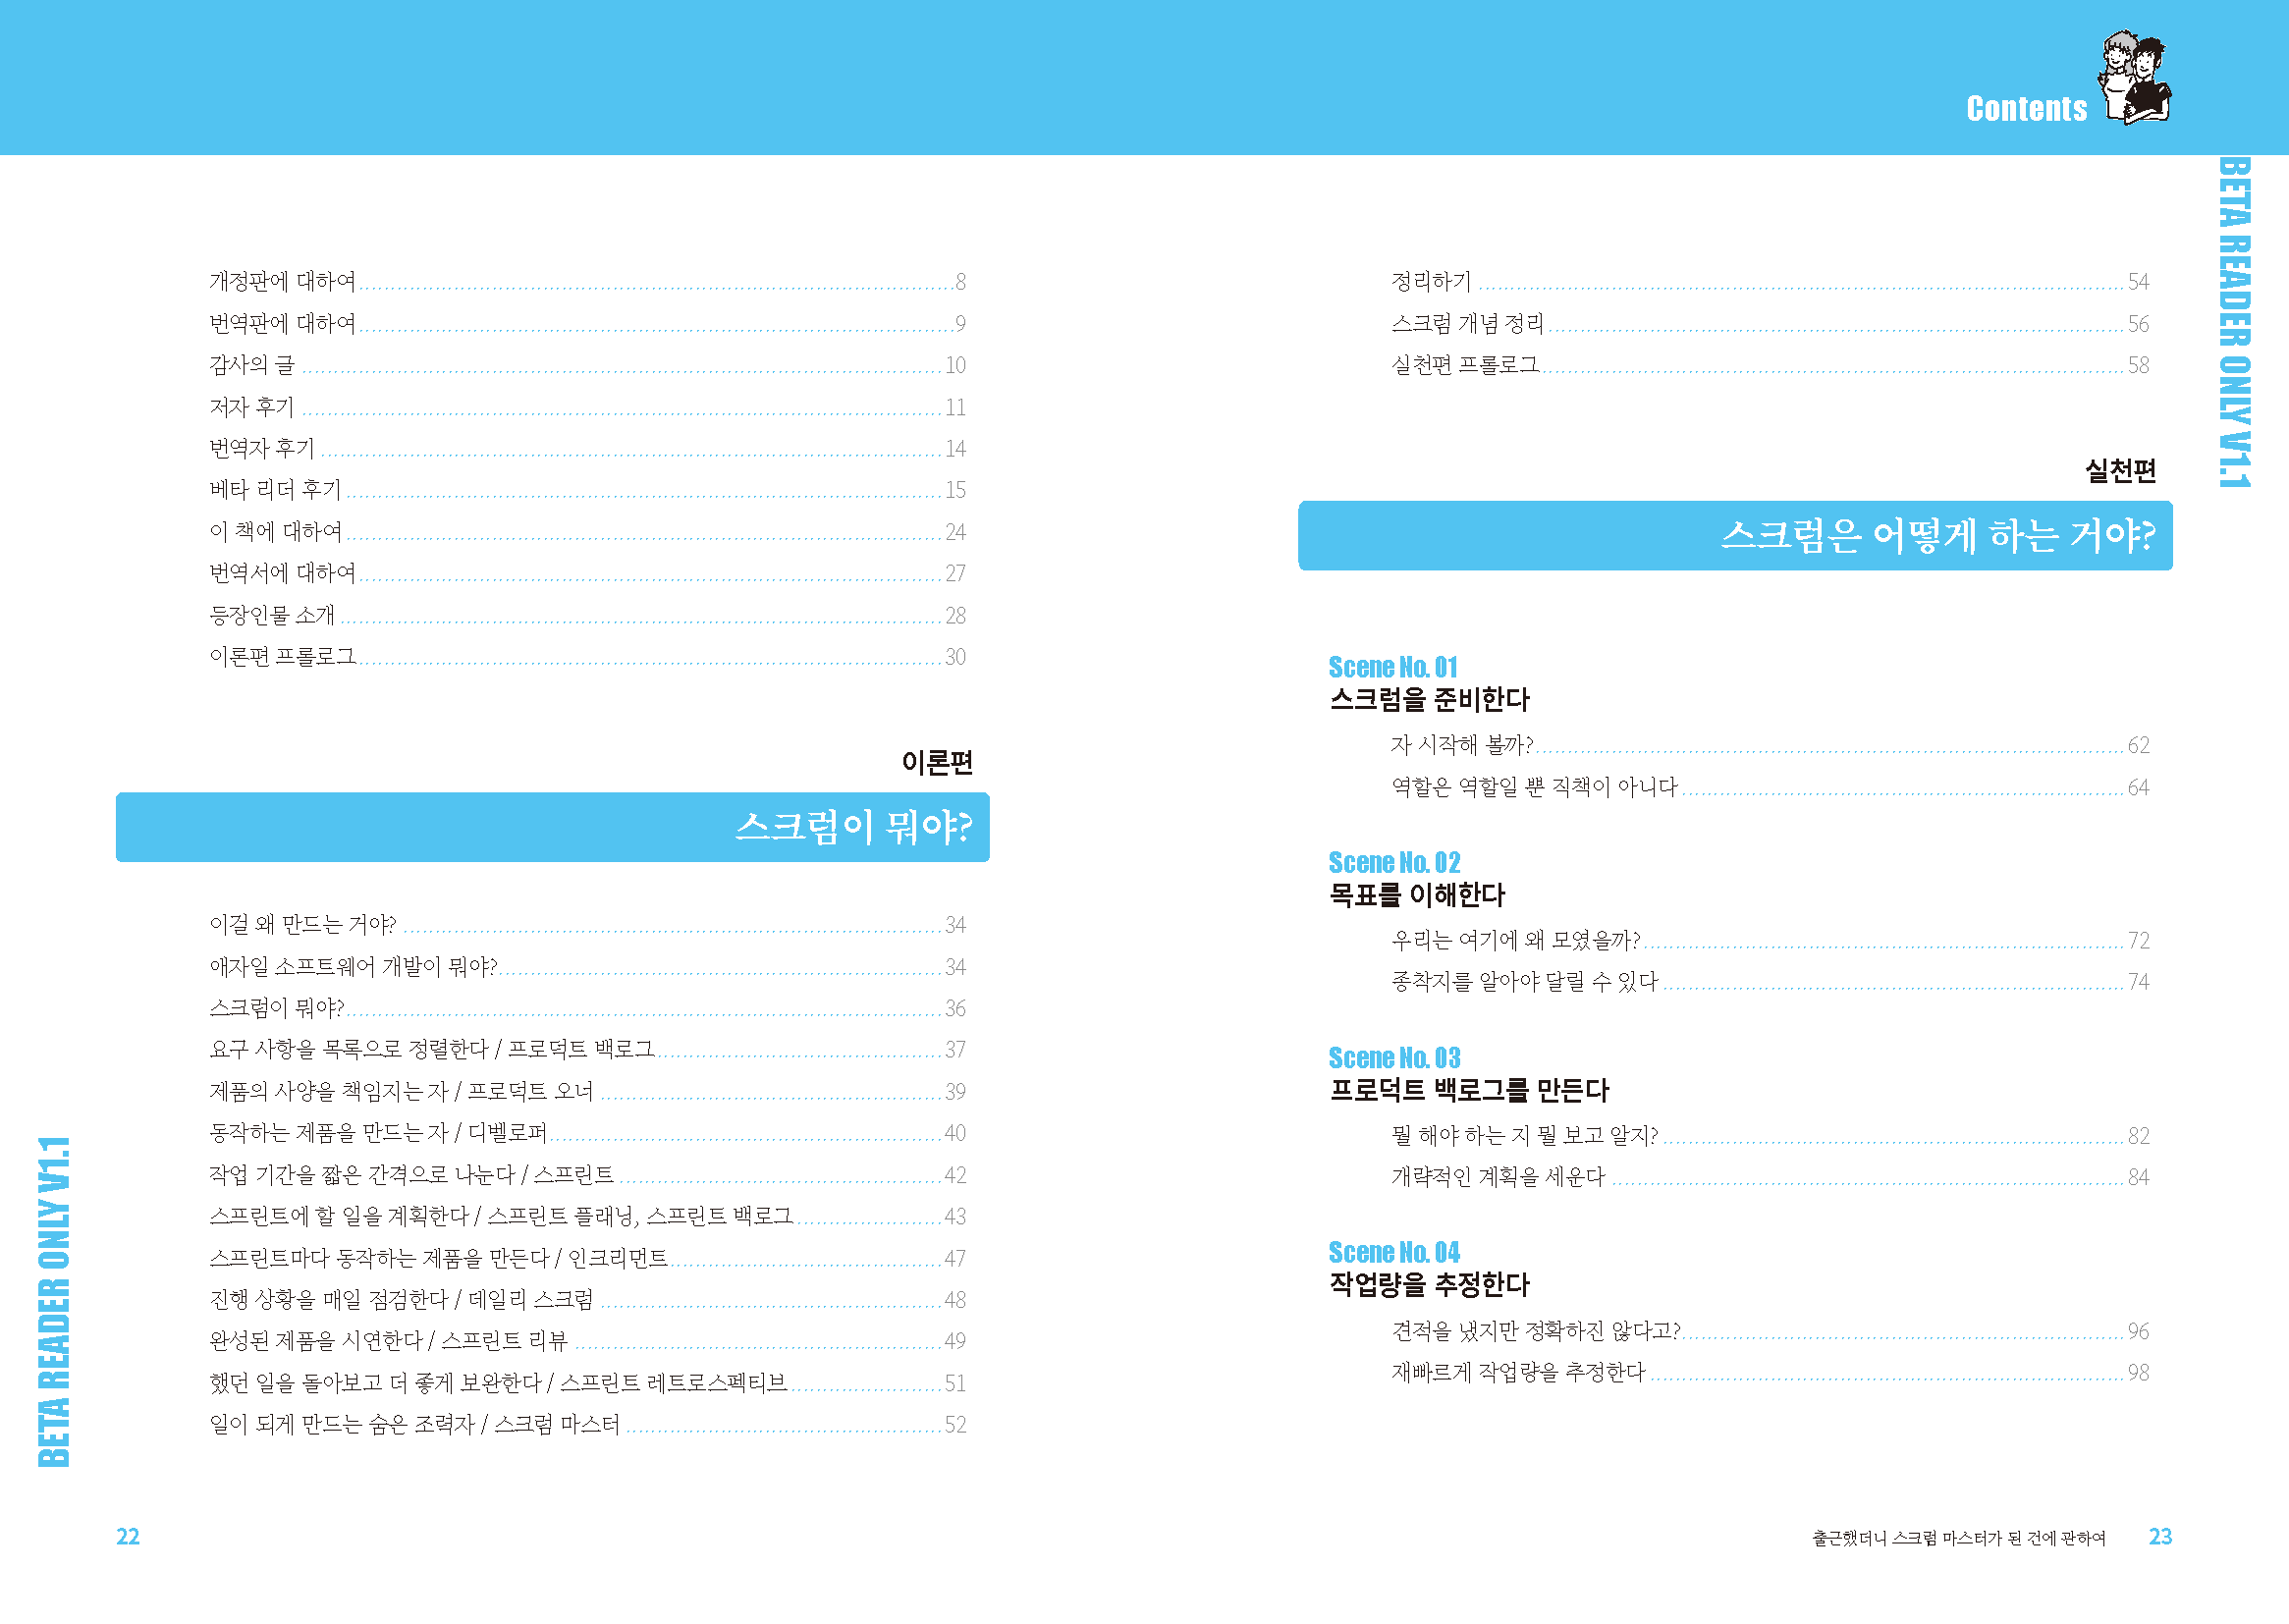 Contents
개정판에 대하여 8
번역판에 대하여 9
감사의 글 10
저자 후기 11
번역자 후기 14
베타 리더 후기 15
이 책에 대하여 24
번역서에 대하여 27
등장인물 소개 28
이론편 프롤로그 30
이론편
스크럼이 뭐야?
이걸 왜 만드는 거야? 34
애자일 소프트웨어 개발이 뭐야? 34
스크럼이 뭐야? 36
요구 사항을 목록으로 정렬한다 / 프로덕트 백로그 37
제품의 사양을 책임지는 자 / 프로덕트 오너 39
동작하는 제품을 만드는 자 / 디벨로퍼 40
작업 기간을 짧은 간격으로 나눈다 / 스프린트 42
스프린트에 할 일을 계획한다 / 스프린트 플래닝, 스프린트 백로그 43
스프린트마다 동작하는 제품을 만든다 / 인크리먼트 47
진행 상황을 매일 점검한다 / 데일리 스크럼 48
완성된 제품을 시연한다 / 스프린트 리뷰 49
했던 일을 돌아보고 더 좋게 보완한다 / 스프린트 레트로스펙티브 51
일이 되게 만드는 숨은 조력자 / 스크럼 마스터 52
BETA READER ONLY V1.1
22
정리하기 54
스크럼 개념 정리 56
실천편 프롤로그 58
실천편
스크럼은 어떻게 하는 거야?
Scene No. 01
스크럼을 준비한다
자 시작해 볼까? 62
역할은 역할일 뿐 직책이 아니다 64
Scene No. 02
목표를 이해한다
우리는 여기에 왜 모였을까? 72
종착지를 알아야 달릴 수 있다 74
Scene No. 03
프로덕트 백로그를 만든다
뭘 해야 하는 지 뭘 보고 알지? 82
개략적인 계획을 세운다 84
Scene No. 04
작업량을 추정한다
견적을 냈지만 정확하진 않다고? 96
재빠르게 작업량을 추정한다 98
BETA READER ONLY V1.1
출근했더니 스크럼 마스터가 된 건에 관하여 23